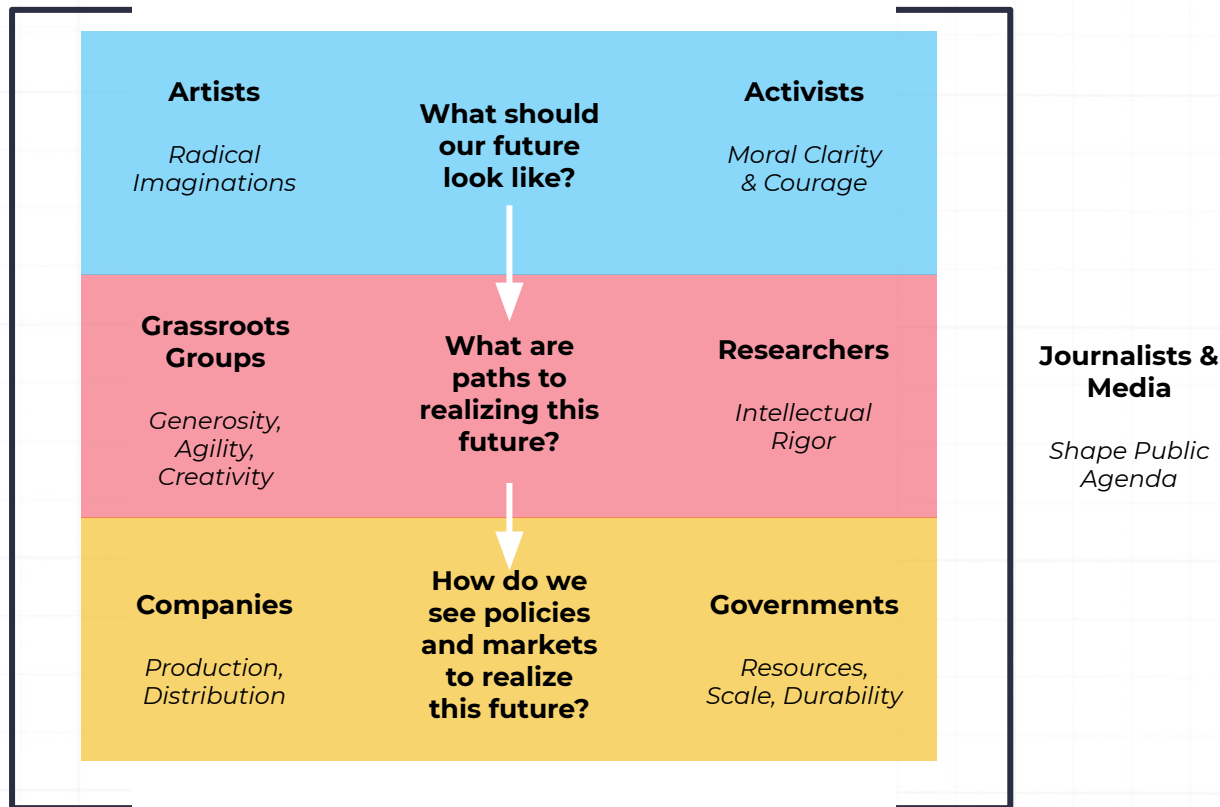 Artists
Radical
Imaginations
What should
our future
look like?
Activists
Moral Clarity
& Courage
Grassroots
Groups
Generosity,
Agility,
Creativity
What are
paths to
realizing this
future?
Researchers
Intellectual
Rigor
Companies
Production,
Distribution
How do we
see policies
and markets
to realize
this future?
Governments
Resources,
Scale, Durability
Journalists &
Media
Shape Public
Agenda